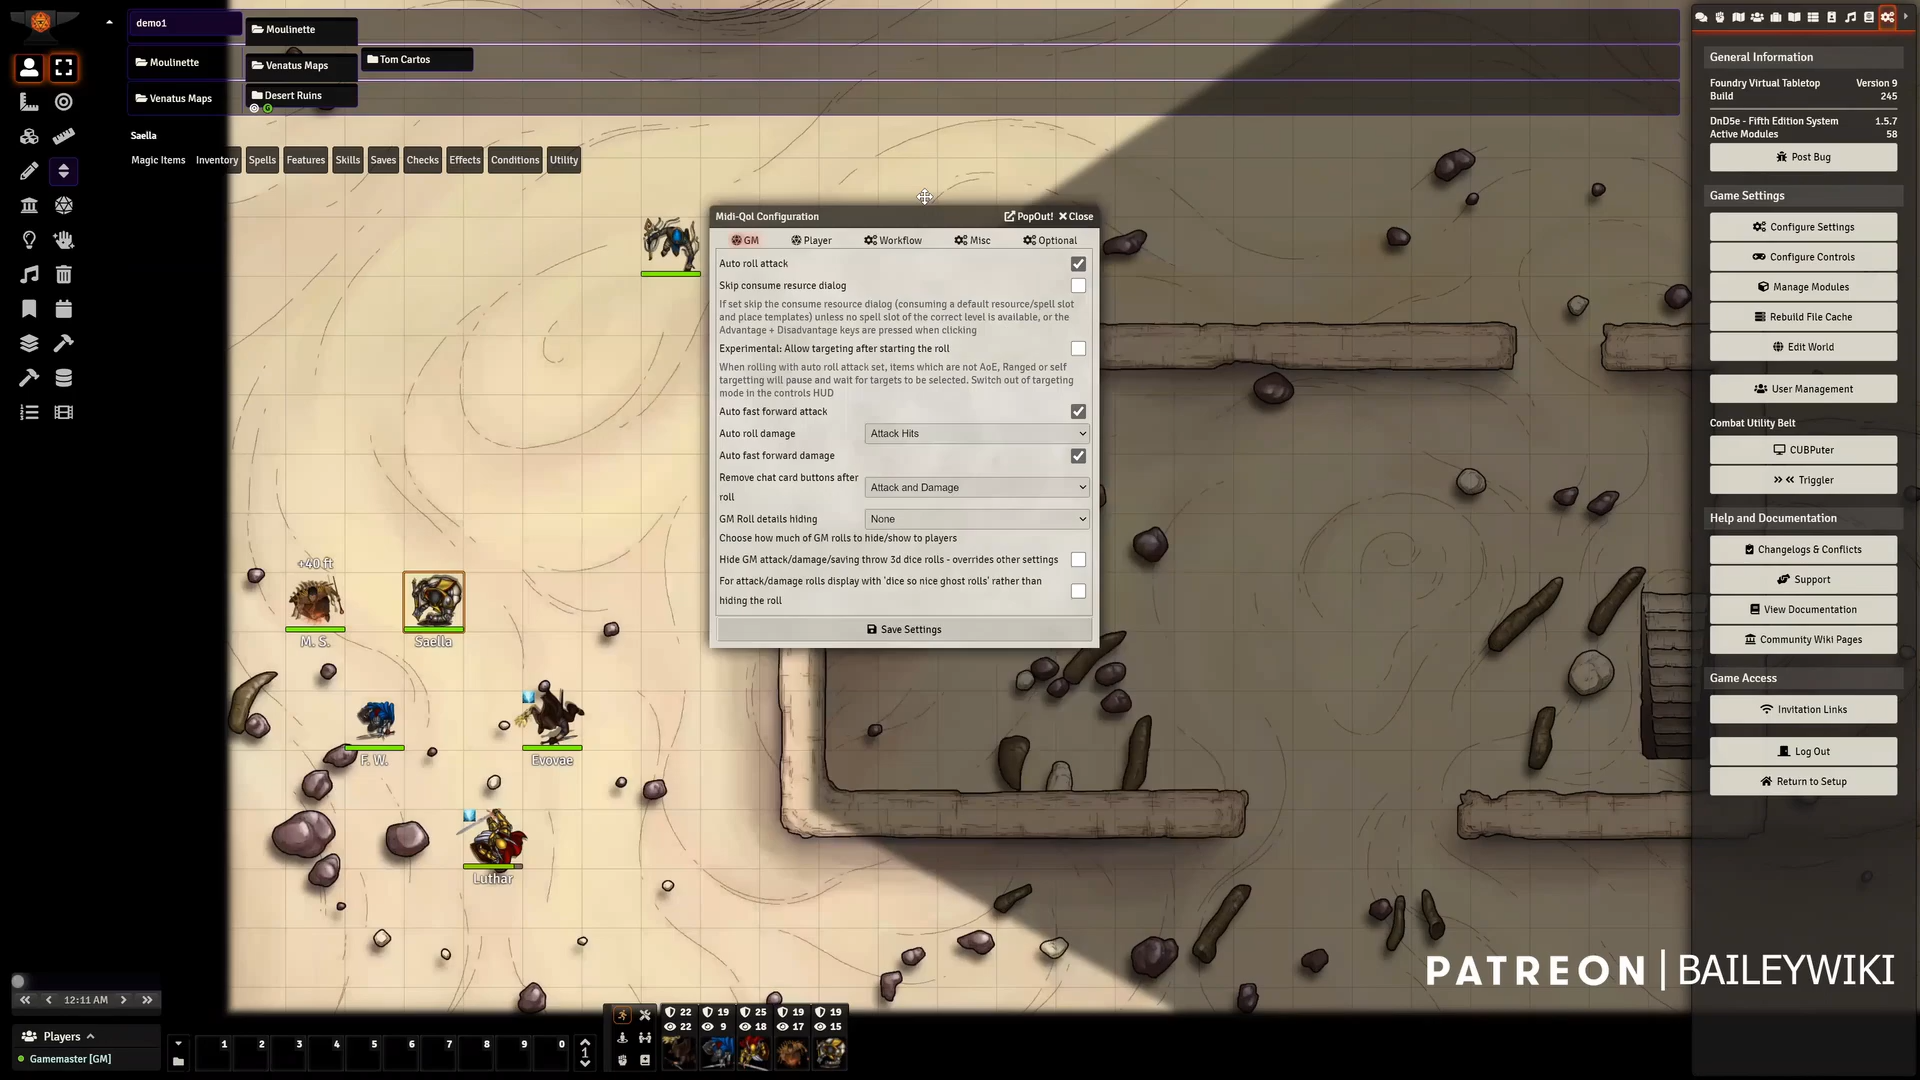 demo1
Moulinette
Moulinette
Venatus Maps
Tom Cartos
Venatus Maps
Desert Ruins
G
Saella
Magic Items
Inventory
Spells
Features
Skills
Saves
Checks
Effects
Conditions
Utility
Midi-Qol Configuration
PopOut!
Close
GM
Player
Workflow
Misc
Optional
Auto roll attack
Skip consume resurce dialog
If set skip the consume resource dialog (consuming a default resource/spell slot
and place templates) unless no spell slot of the correct level is available, or the
Advantage + Disadvantage keys are pressed when clicking
Experimental: Allow targeting after starting the roll
When rolling with auto roll attack set, items which are not AoE, Ranged or self
targetting will pause and wait for targets to be selected. Switch out of targeting
mode in the controls HUD
Auto fast forward attack
Auto roll damage
Attack Hits
Auto fast forward damage
Remove chat card buttons after
roll
Attack and Damage
GM Roll details hiding
None
Choose how much of GM rolls to hide/show to players
Hide GM attack/damage/saving throw 3d dice rolls - overrides other settings
For attack/damage rolls display with 'dice so nice ghost rolls' rather than
hiding the roll
Save Settings
+40 ft
M. S.
Saella
F. W.
Evovae
Luthar
General Information
Foundry Virtual Tabletop
Build
Version 9
245
DnD5e - Fifth Edition System
1.5.7
Active Modules
58
Post Bug
Game Settings
Configure Settings
Configure Controls
Manage Modules
Rebuild File Cache
Edit World
User Management
Combat Utility Belt
CUBPuter
Triggler
Help and Documentation
Changelogs & Conflicts
Support
View Documentation
Community Wiki Pages
Game Access
Invitation Links
Log Out
Return to Setup
PATREON | BAILEYWIKI
12:11 AM
Players
Gamemaster [GM]
1 2 3 4 5 6 7 8 9 0
1
22 19 25 19 19
22 9 18 17 15